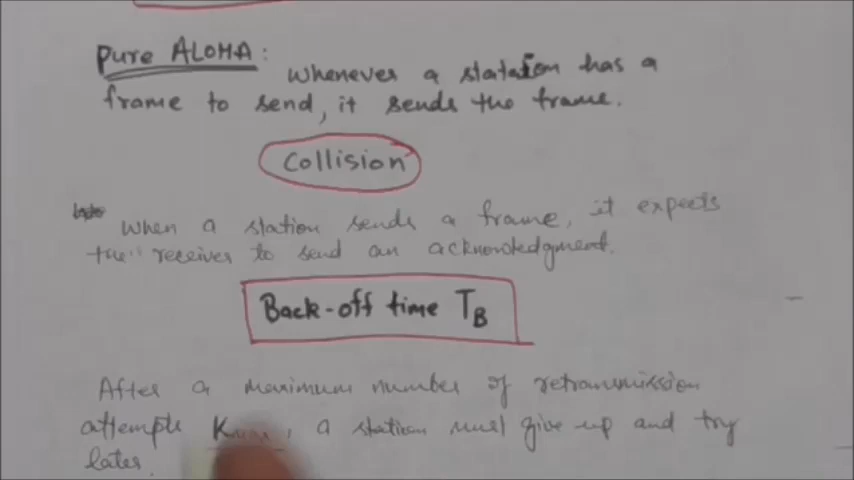 Pure ALOHA: Whenever a station has a
frame to send, it sends the frame.
Collision
When a station sends a frame, it expects
the receiver to send an acknowledgment.
Back-off time TB
After a maximum number of retransmission
attempts Kmax, a station must give up and try
later.